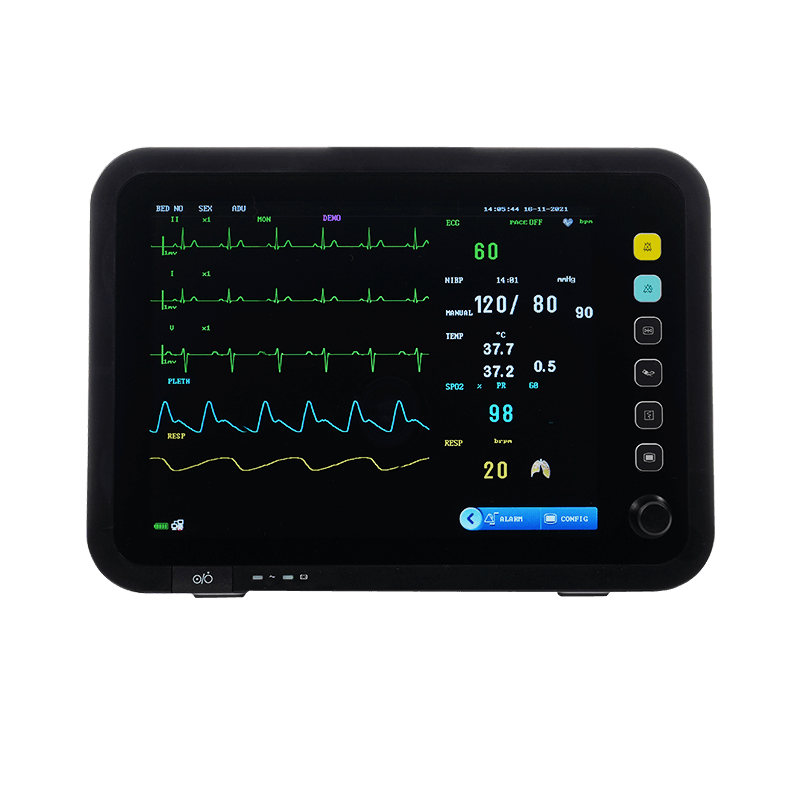 BED NO SEX ADU 14:05:44 16-11-2021
II x1 MON DEMO
ECG PACE OFF bpm
1mv
60
I x1
NIBP 14:01 mmHg
1mv
MANUAL 120/ 80 90
V x1
TEMP °C
37.7
1mv
37.2 0.5
PLETH
SPO2 % PR 60
98
RESP
RESP brpm
20
ALARM CONFIG